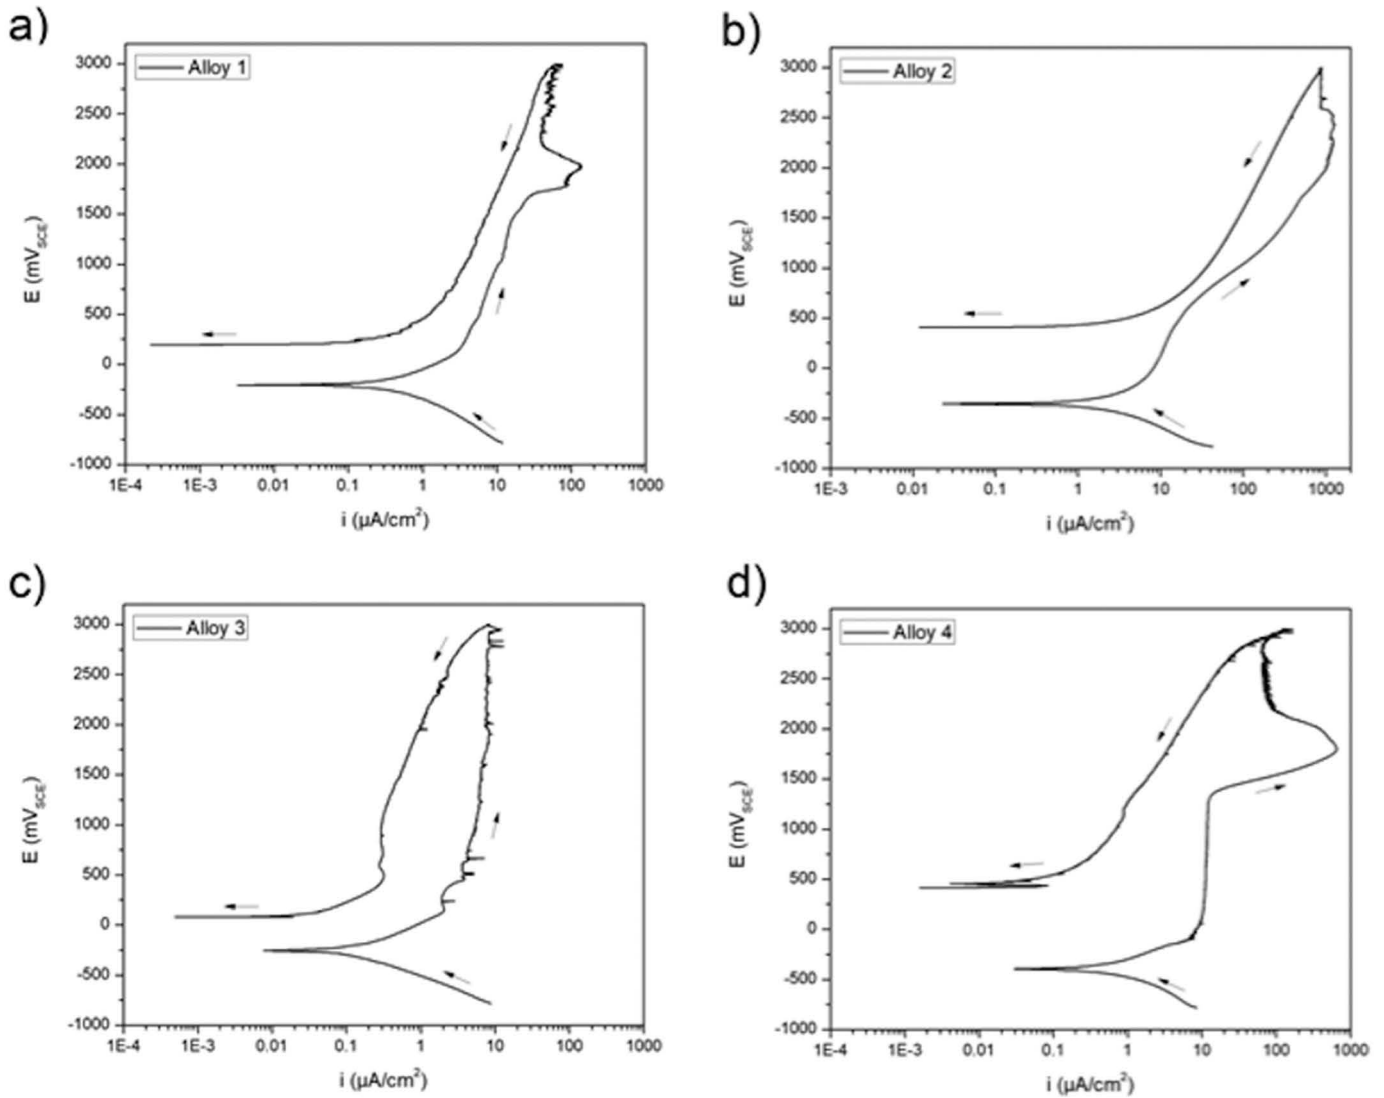 a)
Alloy 1
3000
2500
2000
1500
1000
500
0
-500
-1000
E (mV_SCE)
1E-4 1E-3 0.01 0.1 1 10 100 1000
i (µA/cm²)
b)
Alloy 2
3000
2500
2000
1500
1000
500
0
-500
-1000
E (mV_SCE)
1E-3 0.01 0.1 1 10 100 1000
i (µA/cm²)
c)
Alloy 3
3000
2500
2000
1500
1000
500
0
-500
-1000
E (mV_SCE)
1E-4 1E-3 0.01 0.1 1 10 100 1000
i (µA/cm²)
d)
Alloy 4
3000
2500
2000
1500
1000
500
0
-500
-1000
E (mV_SCE)
1E-4 1E-3 0.01 0.1 1 10 100 1000
i (µA/cm²)